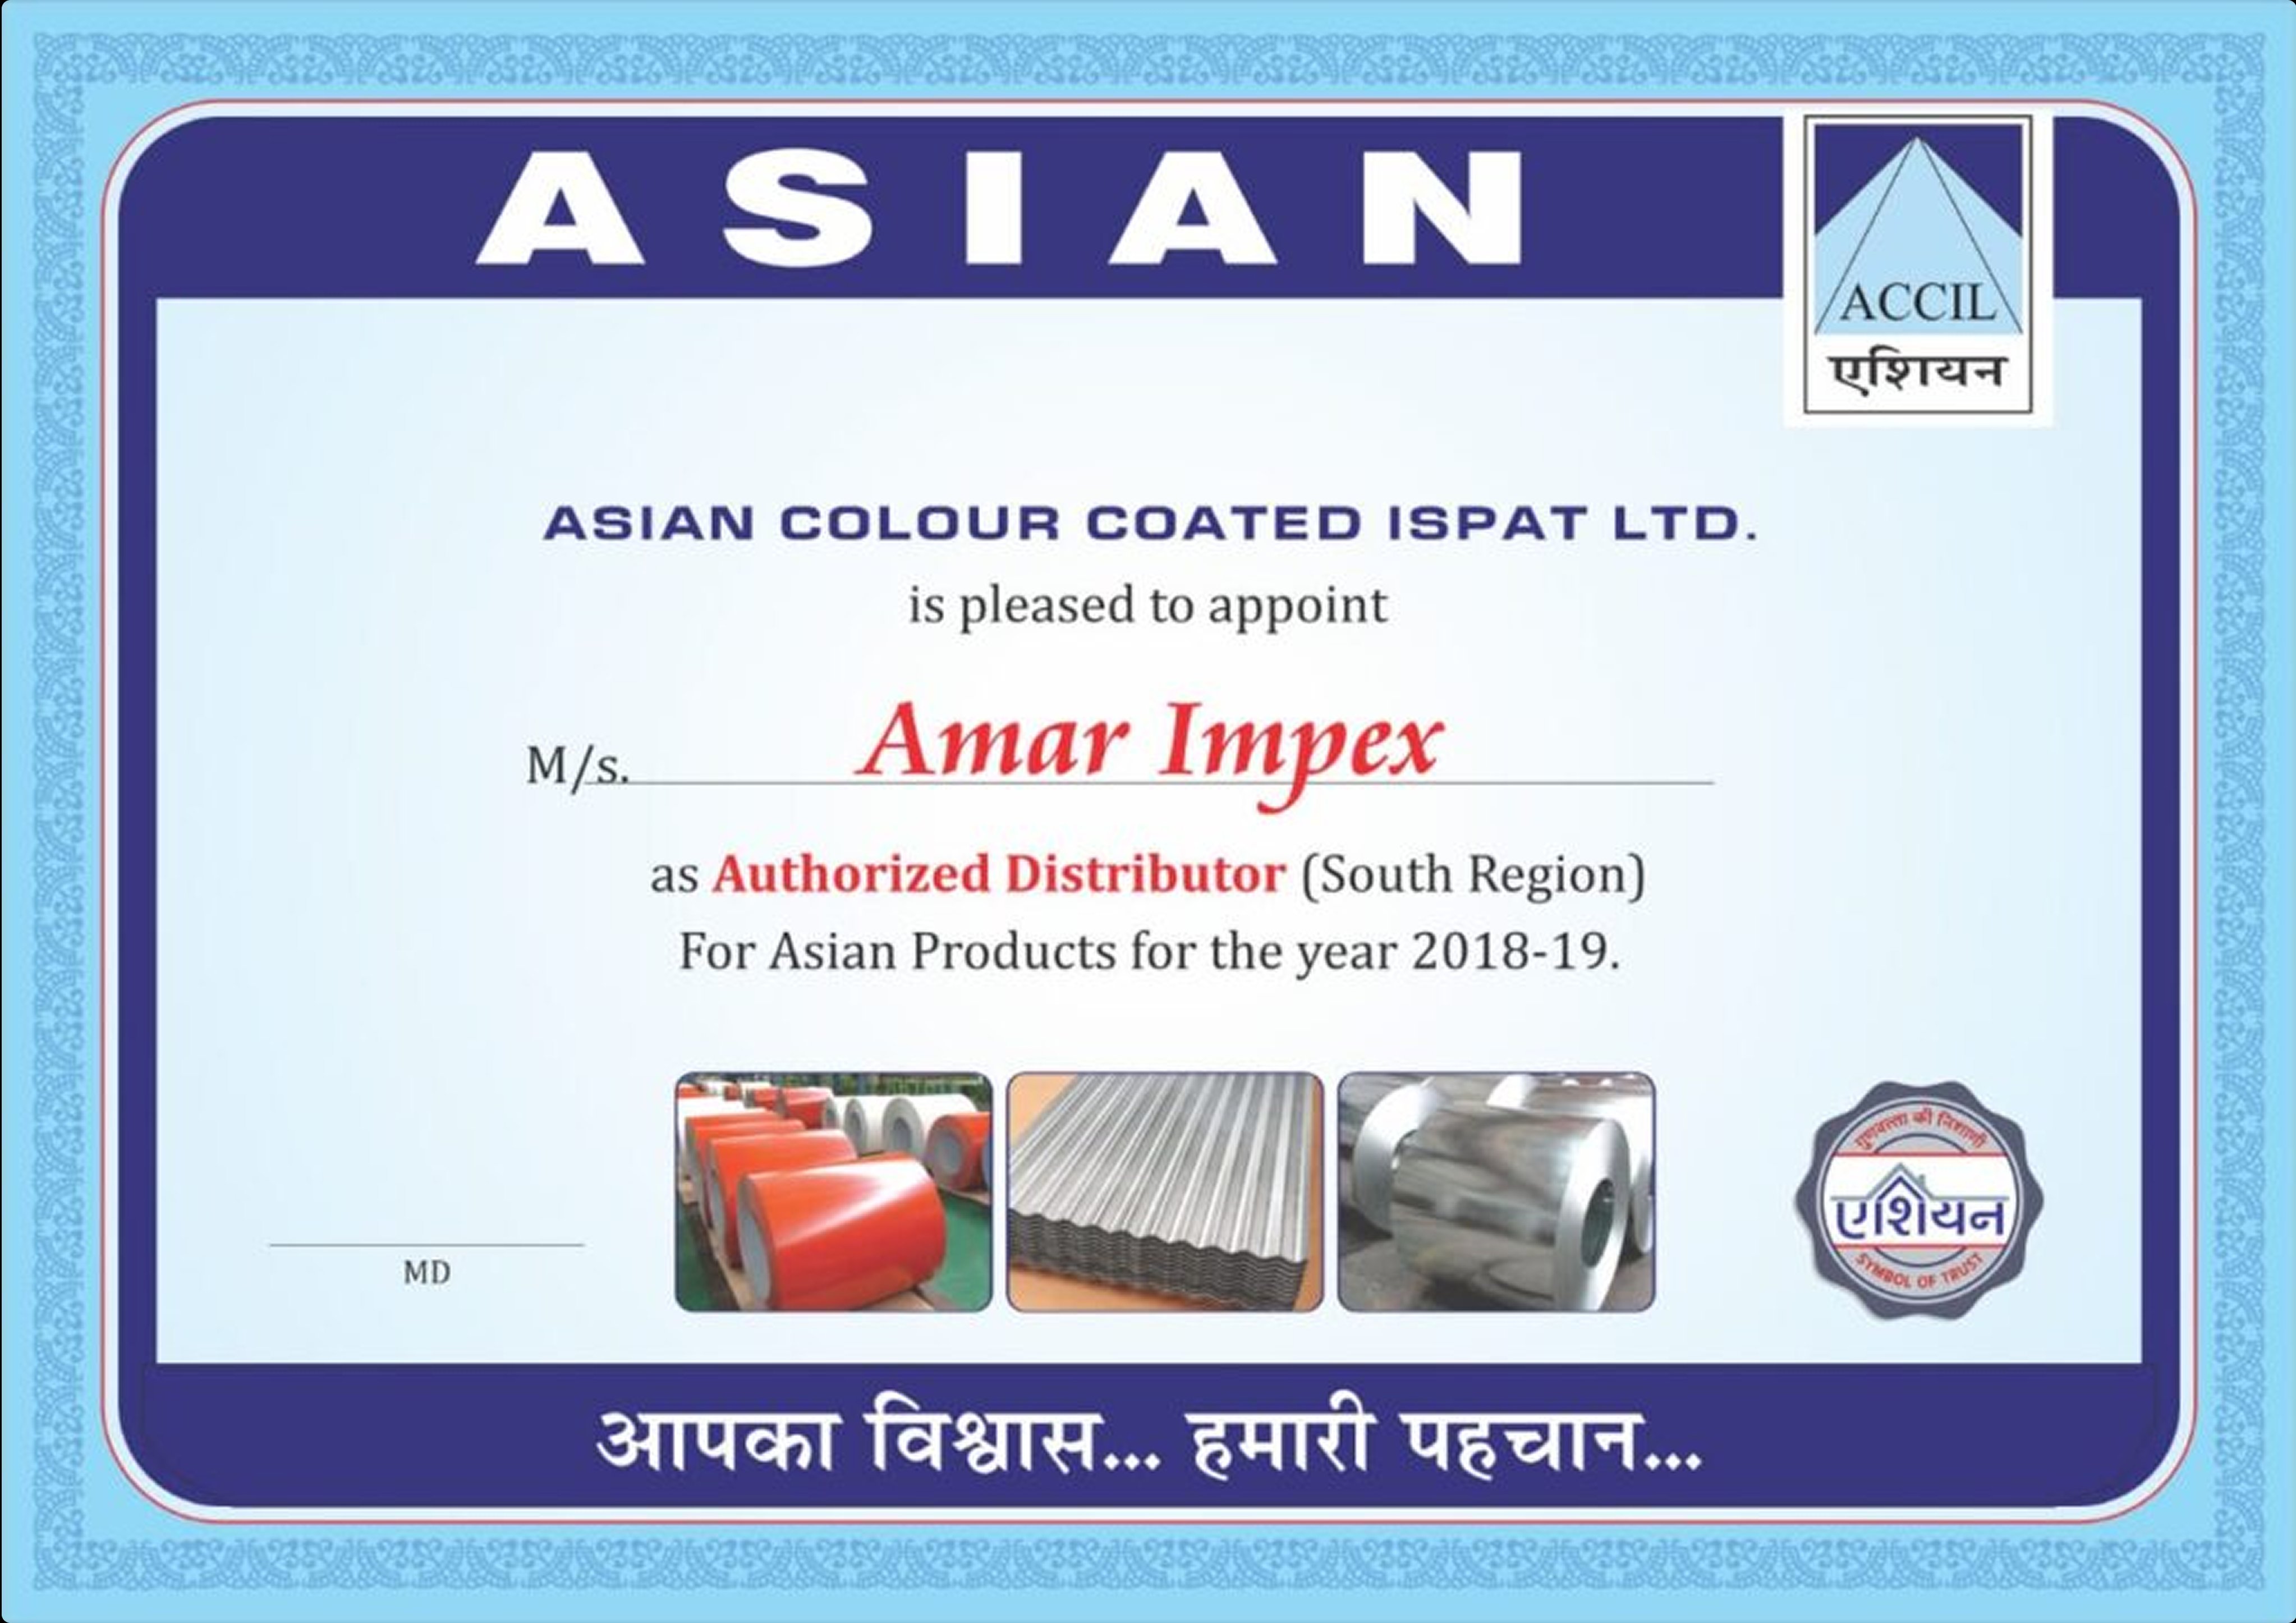 ASIAN
ACCIL
एशियन
ASIAN COLOUR COATED ISPAT LTD.
is pleased to appoint
M/s. Amar Impex
as Authorized Distributor (South Region)
For Asian Products for the year 2018-19.
MD
गुणवत्ता की निशानी
एशियन
SYMBOL OF TRUST
आपका विश्वास... हमारी पहचान...